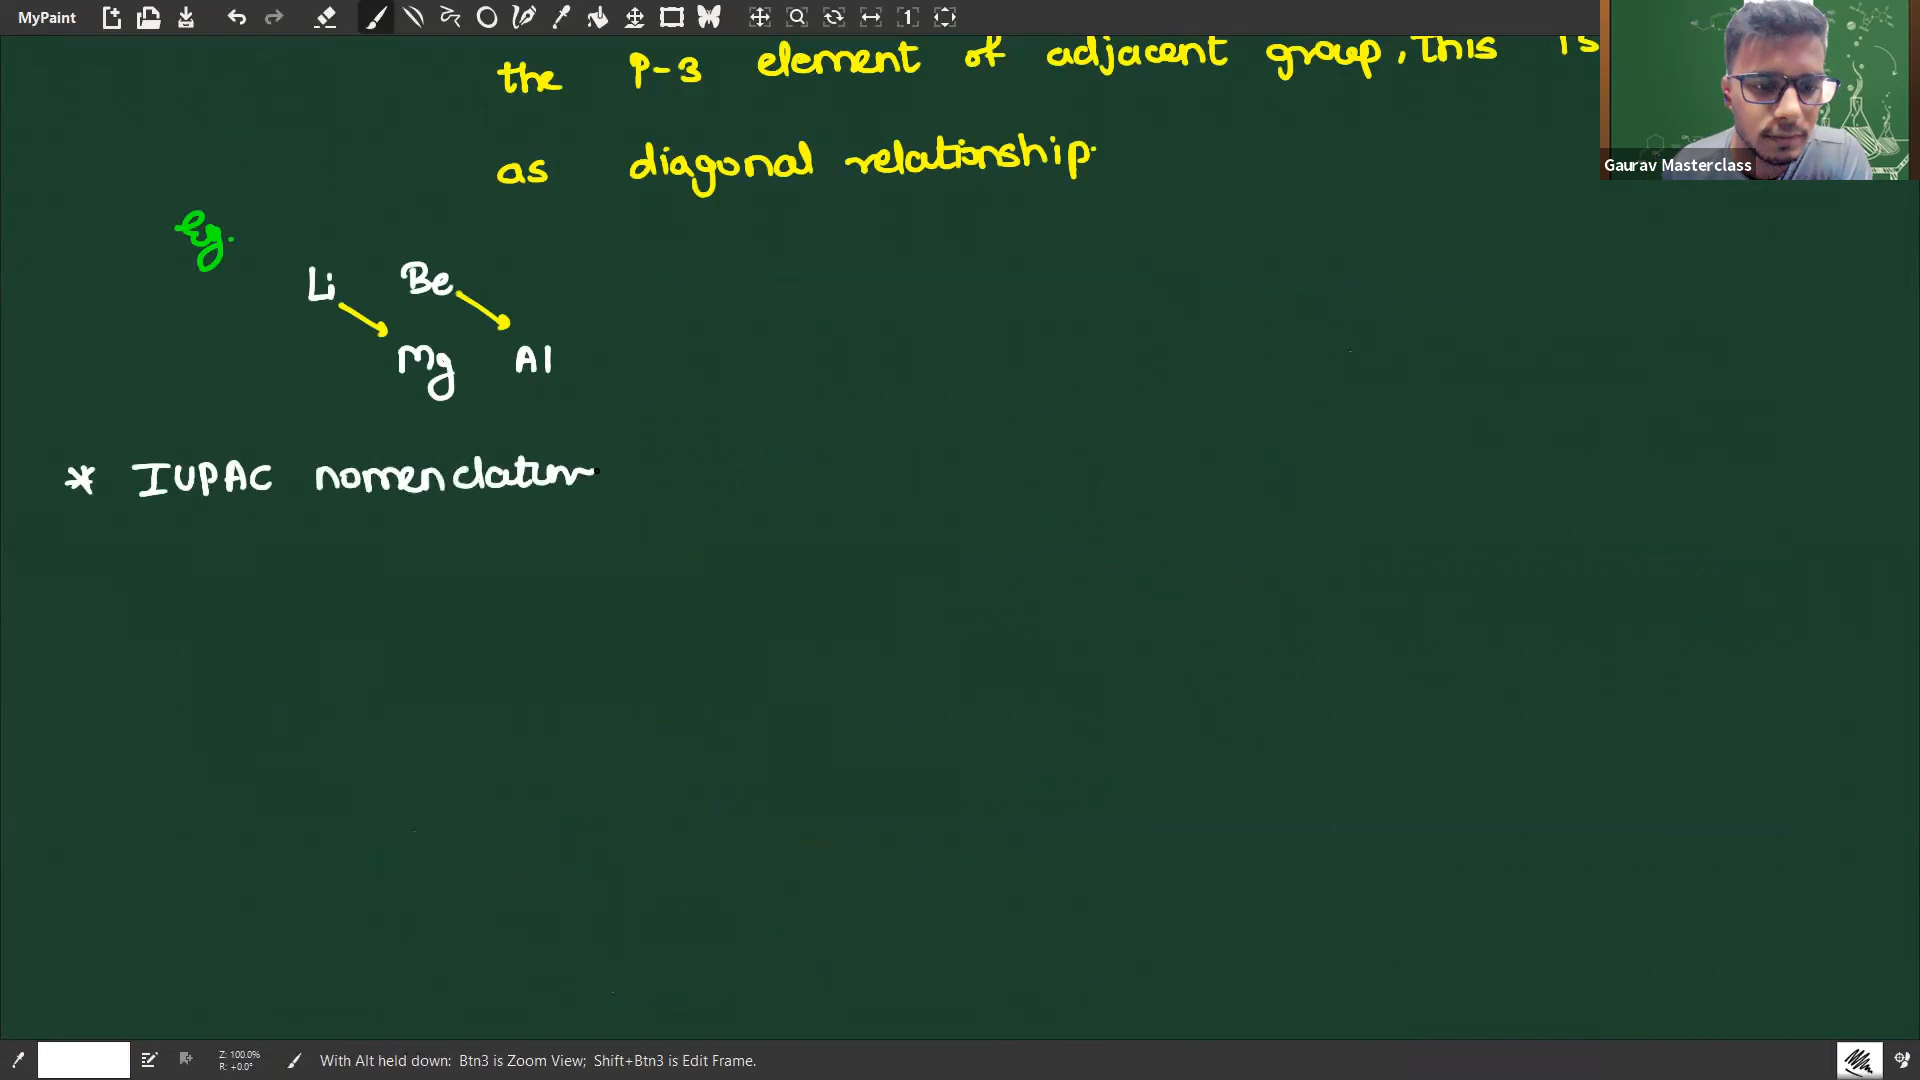 MyPaint
the P-3 element of adjacent group, This is
as diagonal relationship.
Gaurav Masterclass
Eg.
Li Be
Mg Al
* IUPAC nomenclatur
Z: 100.0%
R: +0.0°
With Alt held down: Btn3 is Zoom View; Shift+Btn3 is Edit Frame.